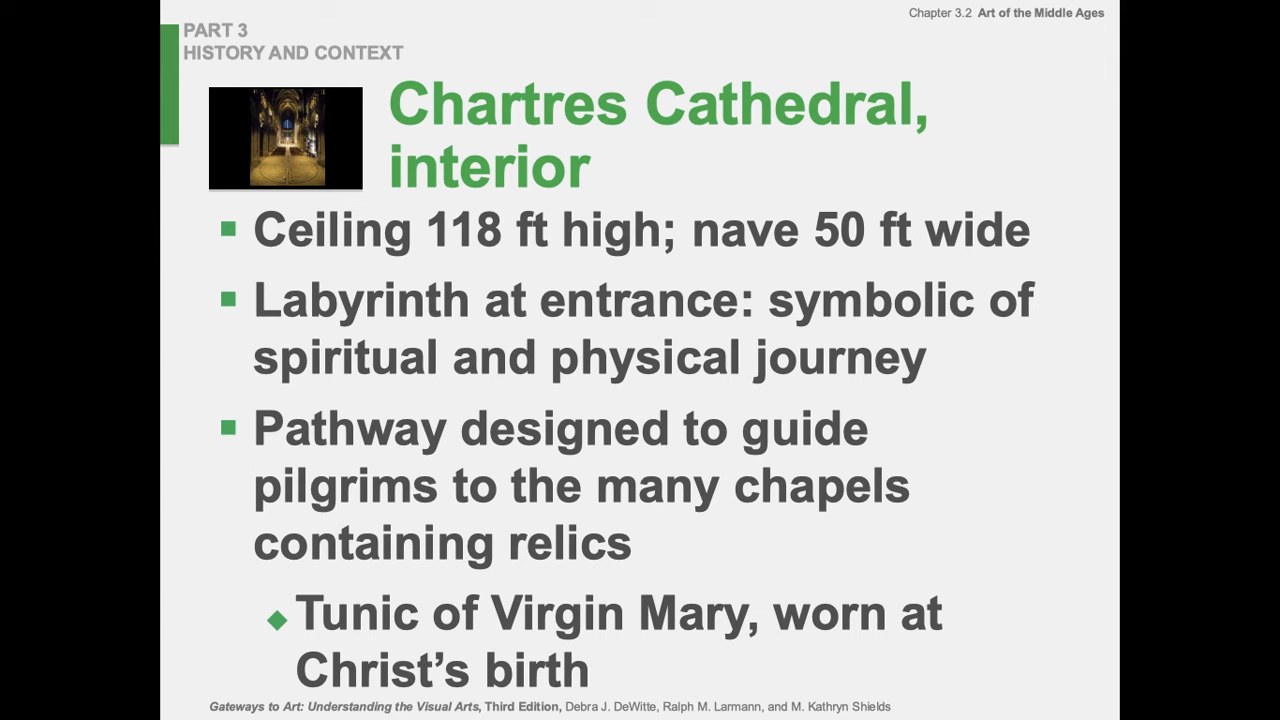 Chapter 3.2 Art of the Middle Ages
PART 3
HISTORY AND CONTEXT
Chartres Cathedral,
interior
▪ Ceiling 118 ft high; nave 50 ft wide
▪ Labyrinth at entrance: symbolic of
spiritual and physical journey
▪ Pathway designed to guide
pilgrims to the many chapels
containing relics
◆ Tunic of Virgin Mary, worn at
Christ’s birth
Gateways to Art: Understanding the Visual Arts, Third Edition, Debra J. DeWitte, Ralph M. Larmann, and M. Kathryn Shields